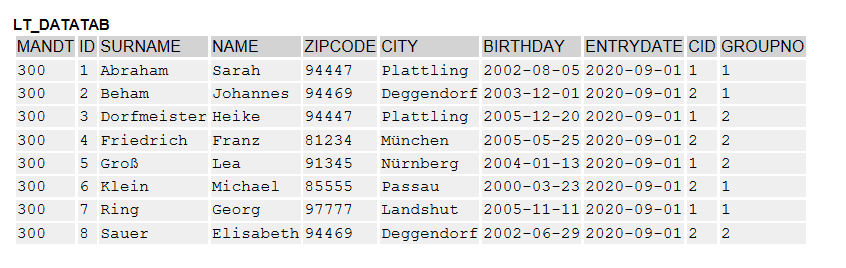 LT_DATATAB
MANDT ID SURNAME NAME ZIPCODE CITY BIRTHDAY ENTRYDATE CID GROUPNO
300 1 Abraham Sarah 94447 Plattling 2002-08-05 2020-09-01 1 1
300 2 Beham Johannes 94469 Deggendorf 2003-12-01 2020-09-01 2 1
300 3 Dorfmeister Heike 94447 Plattling 2005-12-20 2020-09-01 1 2
300 4 Friedrich Franz 81234 München 2005-05-25 2020-09-01 2 2
300 5 Groß Lea 91345 Nürnberg 2004-01-13 2020-09-01 1 2
300 6 Klein Michael 85555 Passau 2000-03-23 2020-09-01 2 1
300 7 Ring Georg 97777 Landshut 2005-11-11 2020-09-01 1 1
300 8 Sauer Elisabeth 94469 Deggendorf 2002-06-29 2020-09-01 2 2